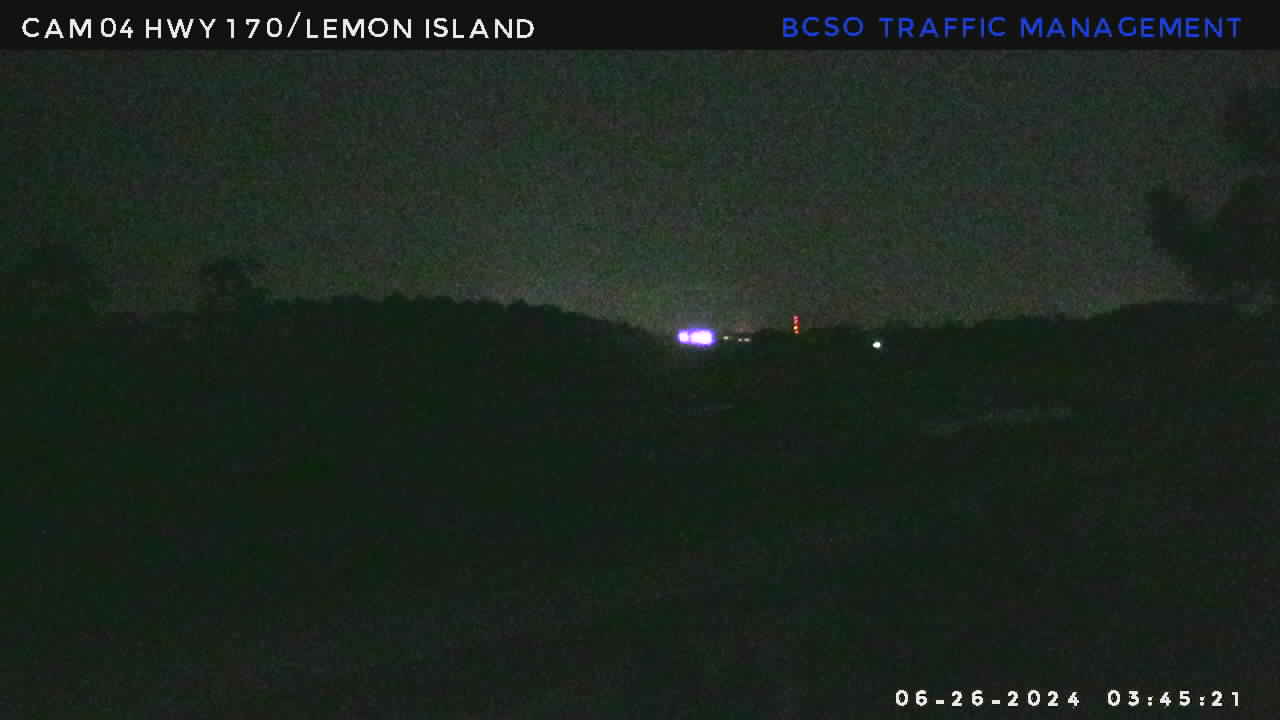 CAM04 HWY 170/LEMON ISLAND
BCSO TRAFFIC MANAGEMENT
06-26-2024 03:45:21